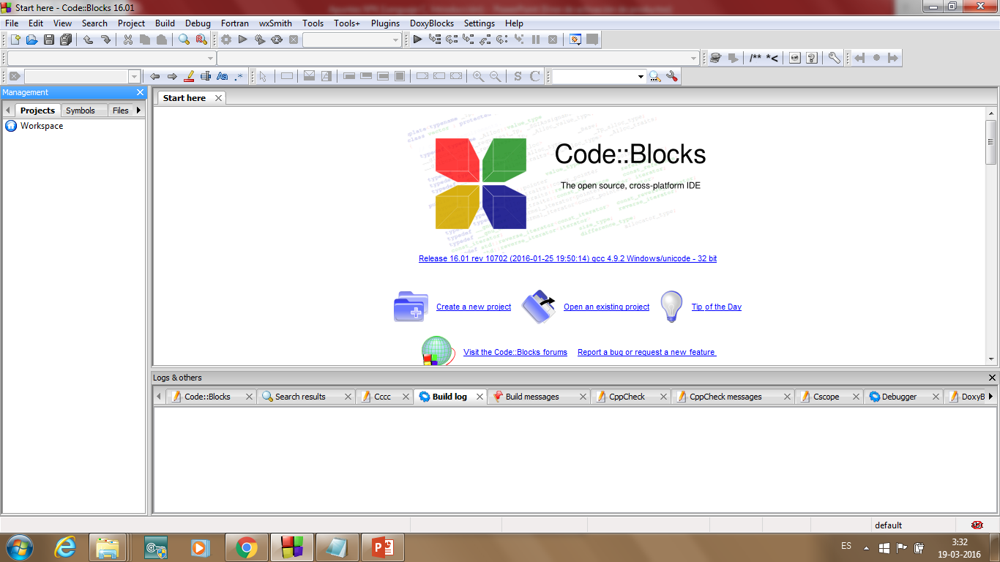 Start here - Code::Blocks 16.01
File Edit View Search Project Build Debug Fortran wxSmith Tools Tools+ Plugins DoxyBlocks Settings Help
/** *<
Aa .*
S C
Management
Start here
Projects Symbols Files
Workspace
Code::Blocks
The open source, cross-platform IDE
Release 16.01 rev 10702 (2016-01-25 19:50:14) gcc 4.9.2 Windows/unicode - 32 bit
Create a new project Open an existing project Tip of the Day
Visit the Code::Blocks forums Report a bug or request a new feature
Logs & others
Code::Blocks Search results Cccc Build log Build messages CppCheck CppCheck messages Cscope Debugger DoxyB
default abc
ES 3:32
19-03-2016